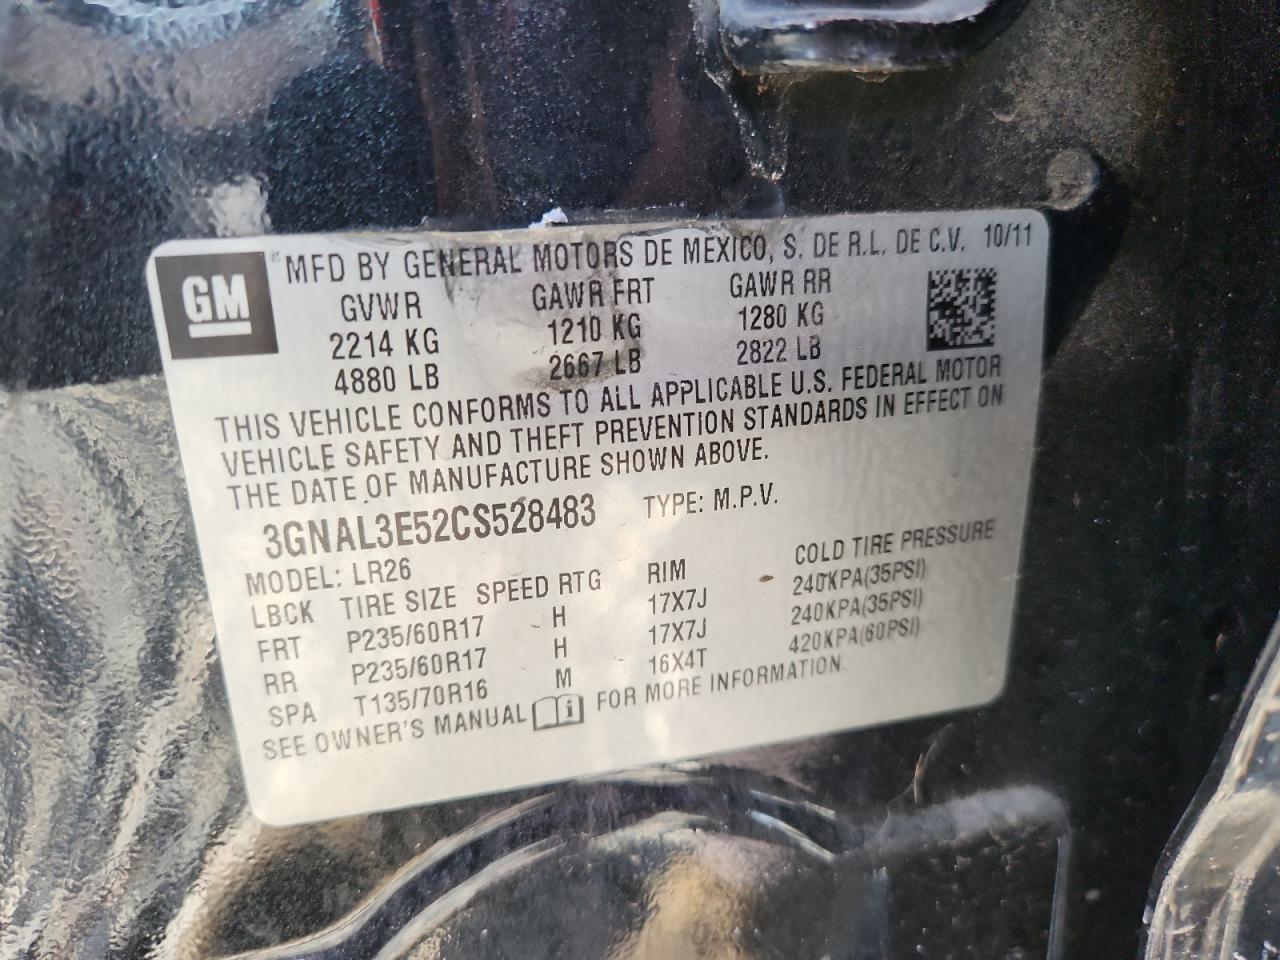 GM
MFD BY GENERAL MOTORS DE MEXICO, S. DE R.L. DE C.V. 10/11
GVWR GAWR FRT GAWR RR
2214 KG 1210 KG 1280 KG
4880 LB 2667 LB 2822 LB
THIS VEHICLE CONFORMS TO ALL APPLICABLE U.S. FEDERAL MOTOR
VEHICLE SAFETY AND THEFT PREVENTION STANDARDS IN EFFECT ON
THE DATE OF MANUFACTURE SHOWN ABOVE.
3GNAL3E52CS528483 TYPE: M.P.V.
MODEL: LR26
LBCK TIRE SIZE SPEED RTG RIM COLD TIRE PRESSURE
FRT P235/60R17 H 17X7J 240KPA(35PSI)
RR P235/60R17 H 17X7J 240KPA(35PSI)
SPA T135/70R16 M 16X4T 420KPA(60PSI)
SEE OWNER'S MANUAL i FOR MORE INFORMATION.